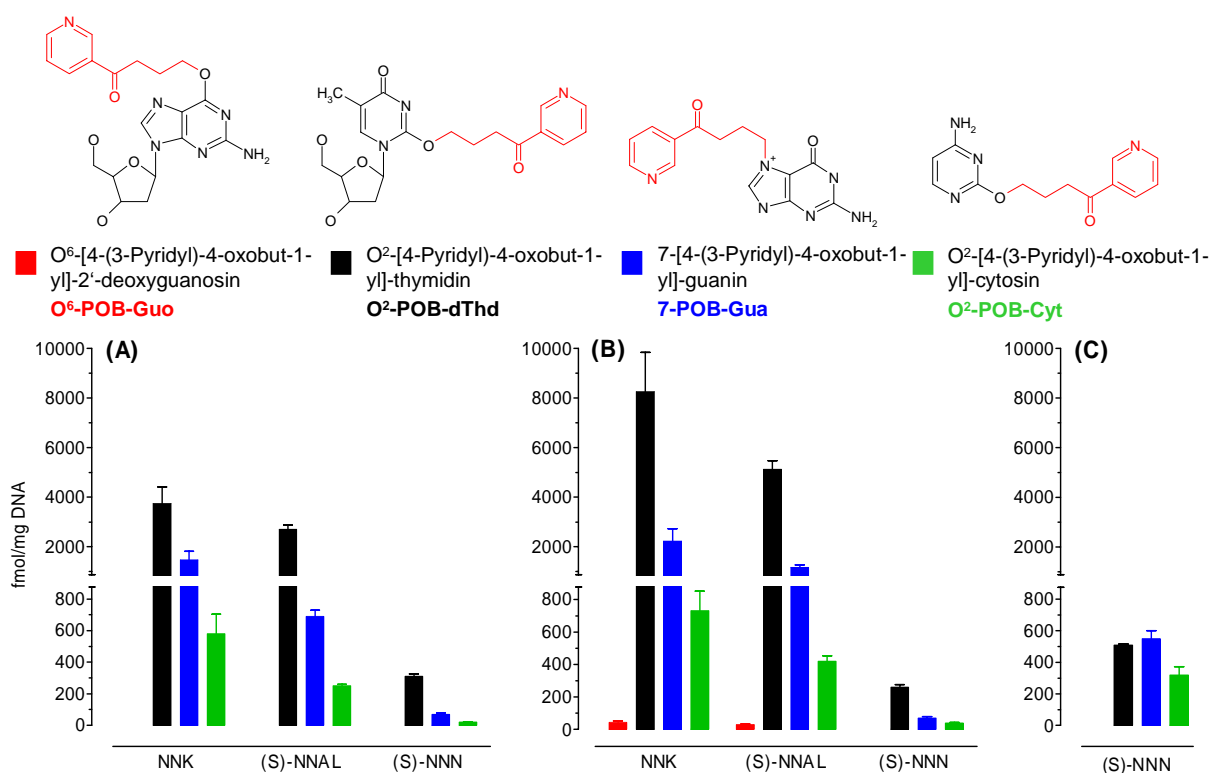 N
O
O
N
N
N
N
NH₂
O
O
O
O
H₃C
N
N
O
O
O
O
N
O
N
O
N+
N
N
N
NH₂
NH₂
N
N
O
O
N
O⁶-[4-(3-Pyridyl)-4-oxobut-1-
yl]-2‘-deoxyguanosin
O⁶-POB-Guo
O²-[4-Pyridyl)-4-oxobut-1-
yl]-thymidin
O²-POB-dThd
7-[4-(3-Pyridyl)-4-oxobut-1-
yl]-guanin
7-POB-Gua
O²-[4-(3-Pyridyl)-4-oxobut-1-
yl]-cytosin
O²-POB-Cyt
(A)
fmol/mg DNA
10000
8000
6000
4000
2000
800
600
400
200
0
NNK (S)-NNAL (S)-NNN
(B)
10000
8000
6000
4000
2000
800
600
400
200
0
NNK (S)-NNAL (S)-NNN
(C)
10000
8000
6000
4000
2000
800
600
400
200
0
(S)-NNN